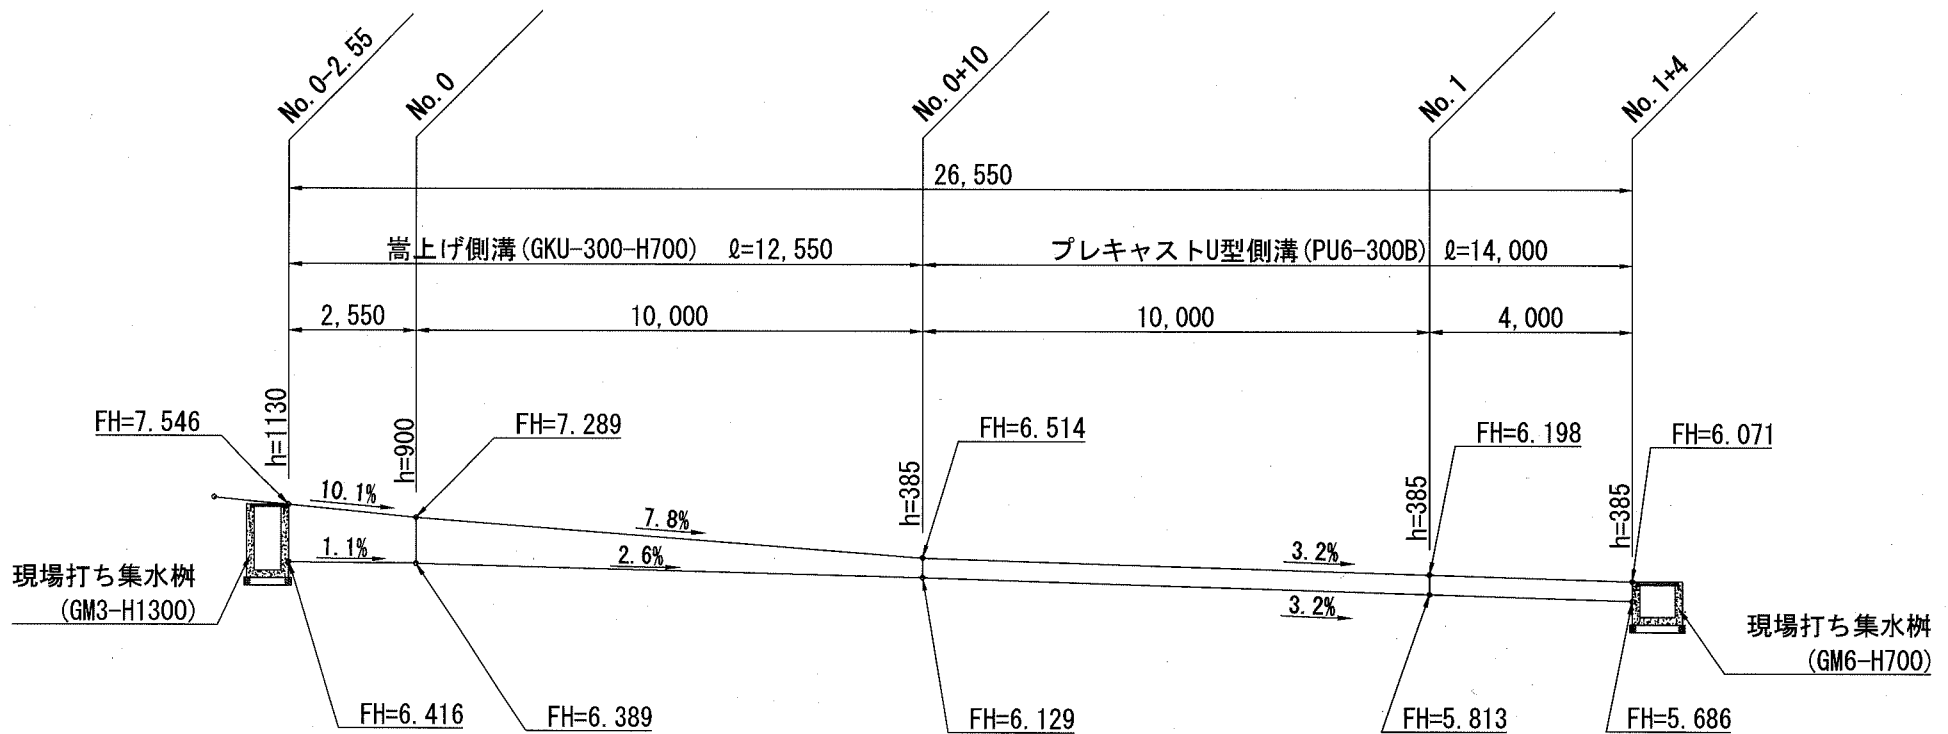 No. 0-2. 55
No. 0
No. 0+10
No. 1
No. 1+4
26, 550
嵩上げ側溝(GKU-300-H700) ℓ=12, 550
プレキャストU型側溝(PU6-300B) ℓ=14, 000
2, 550
10, 000
10, 000
4, 000
h=1130
h=900
h=385
h=385
h=385
FH=7. 546
FH=7. 289
FH=6. 514
FH=6. 198
FH=6. 071
10. 1%
7. 8%
3. 2%
1. 1%
2. 6%
3. 2%
現場打ち集水桝
(GM3-H1300)
現場打ち集水桝
(GM6-H700)
FH=6. 416
FH=6. 389
FH=6. 129
FH=5. 813
FH=5. 686